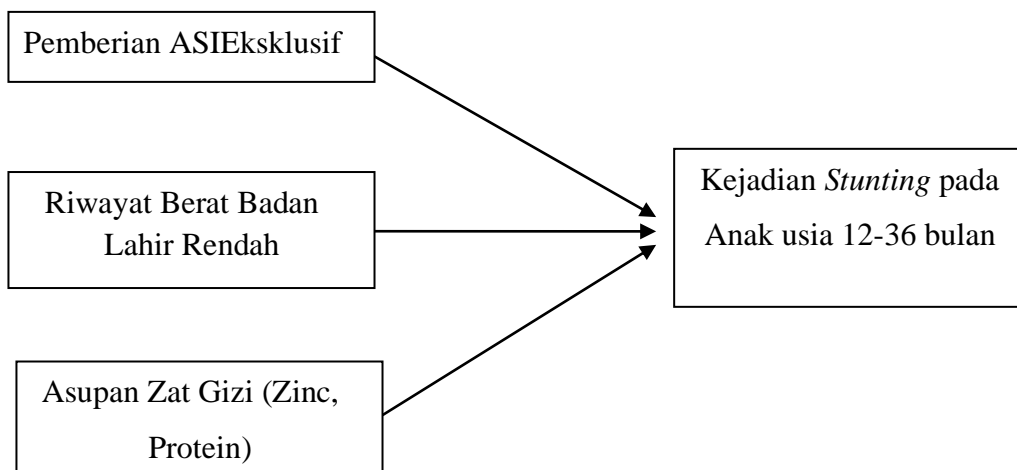 Pemberian ASIEksklusif
Riwayat Berat Badan
Lahir Rendah
Kejadian Stunting pada
Anak usia 12-36 bulan
Asupan Zat Gizi (Zinc,
Protein)